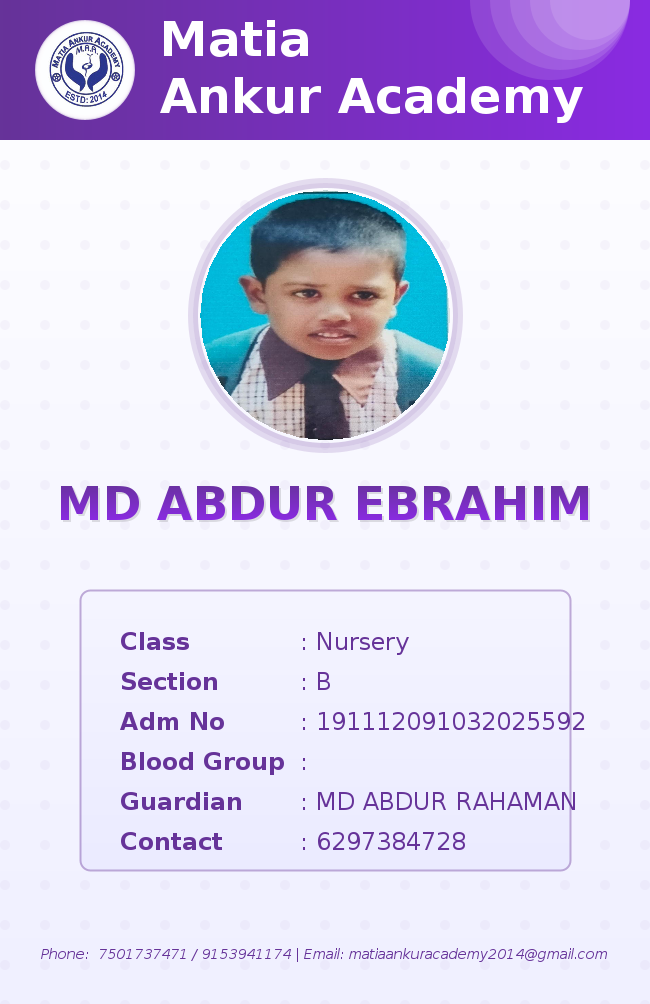 MATIA ANKUR ACADEMY
M.A.A
ESTD: 2014
Matia
Ankur Academy
MD ABDUR EBRAHIM
Class : Nursery
Section : B
Adm No : 191112091032025592
Blood Group :
Guardian : MD ABDUR RAHAMAN
Contact : 6297384728
Phone: 7501737471 / 9153941174 | Email: matiaankuracademy2014@gmail.com